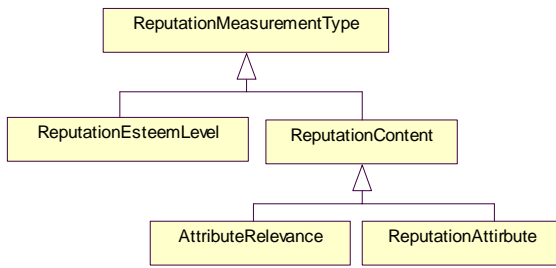 ReputationMeasurementType
ReputationEsteemLevel
ReputationContent
AttributeRelevance
ReputationAttirbute